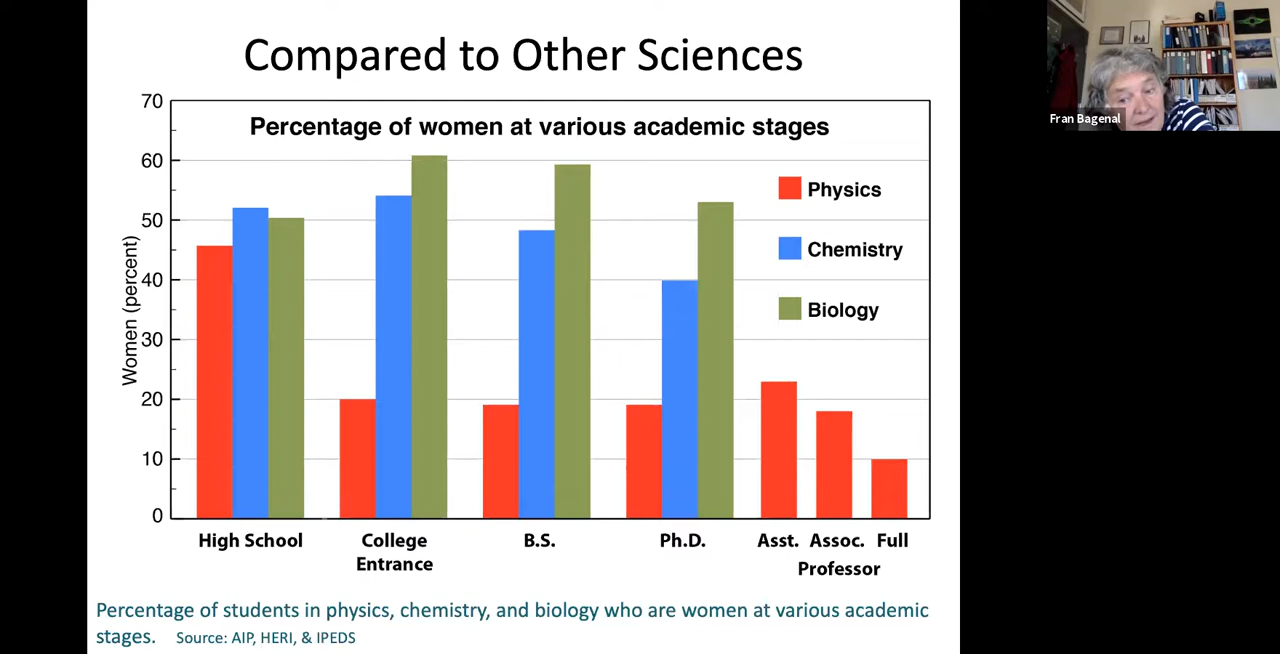 Compared to Other Sciences
Percentage of women at various academic stages
Women (percent)
70
60
50
40
30
20
10
0
Physics
Chemistry
Biology
High School
College
Entrance
B.S.
Ph.D.
Asst. Assoc. Full
Professor
Percentage of students in physics, chemistry, and biology who are women at various academic
stages. Source: AIP, HERI, & IPEDS
Fran Bagenal